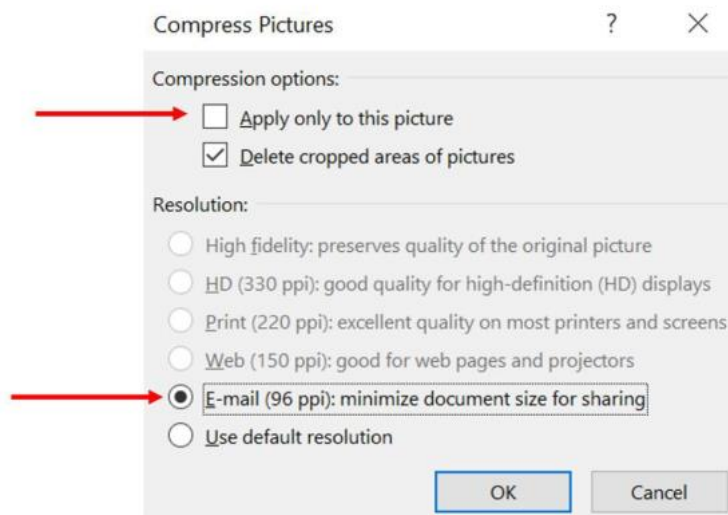 Compress Pictures ?
Compression options:
Apply only to this picture
Delete cropped areas of pictures
Resolution:
High fidelity: preserves quality of the original picture
HD (330 ppi): good quality for high-definition (HD) displays
Print (220 ppi): excellent quality on most printers and screens
Web (150 ppi): good for web pages and projectors
E-mail (96 ppi): minimize document size for sharing
Use default resolution
OK Cancel